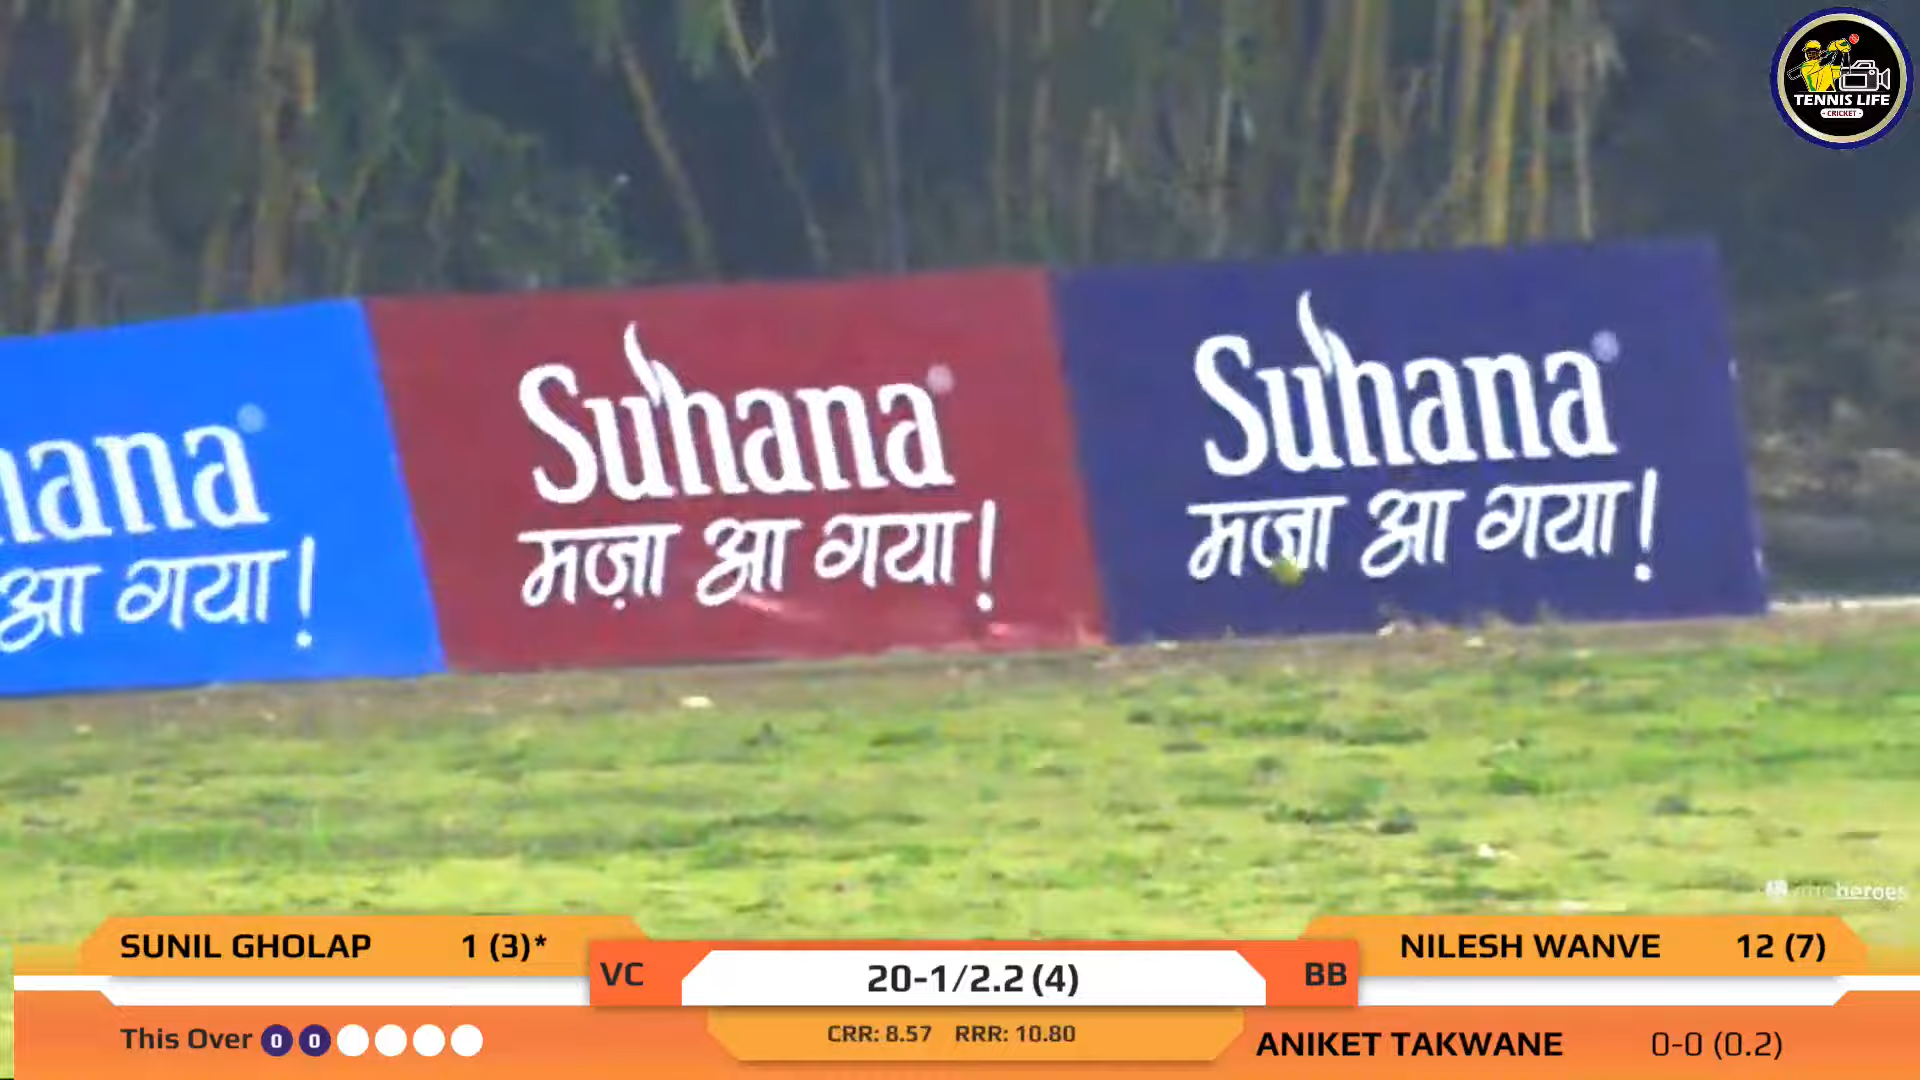 TENNIS LIFE
CRICKET
Suhana
मज़ा आ गया!
Suhana
मज़ा आ गया!
hana
आ गया!
heroes
SUNIL GHOLAP 1 (3)*
NILESH WANVE 12 (7)
VC 20-1/2.2 (4) BB
This Over 0 0
CRR: 8.57 RRR: 10.80
ANIKET TAKWANE 0-0 (0.2)